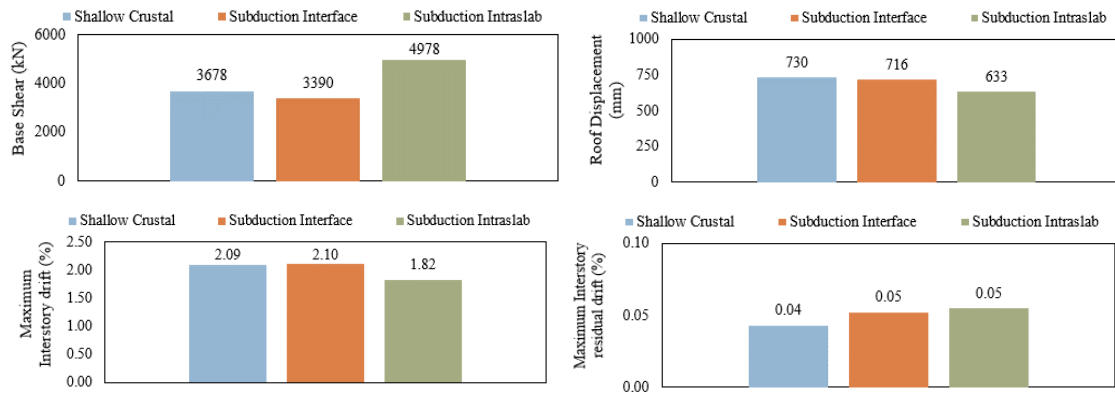 Shallow Crustal Subduction Interface Subduction Intraslab
Base Shear (kN)
6000
4000
2000
0
3678
3390
4978
Shallow Crustal Subduction Interface Subduction Intraslab
Roof Displacement
(mm)
1000
750
500
250
0
730
716
633
Shallow Crustal Subduction Interface Subduction Intraslab
Maximum
Interstory drift (%)
2.50
2.00
1.50
1.00
0.50
0.00
2.09
2.10
1.82
Shallow Crustal Subduction Interface Subduction Intraslab
Maximum Interstory
residual drift (%)
0.10
0.05
0.00
0.04
0.05
0.05